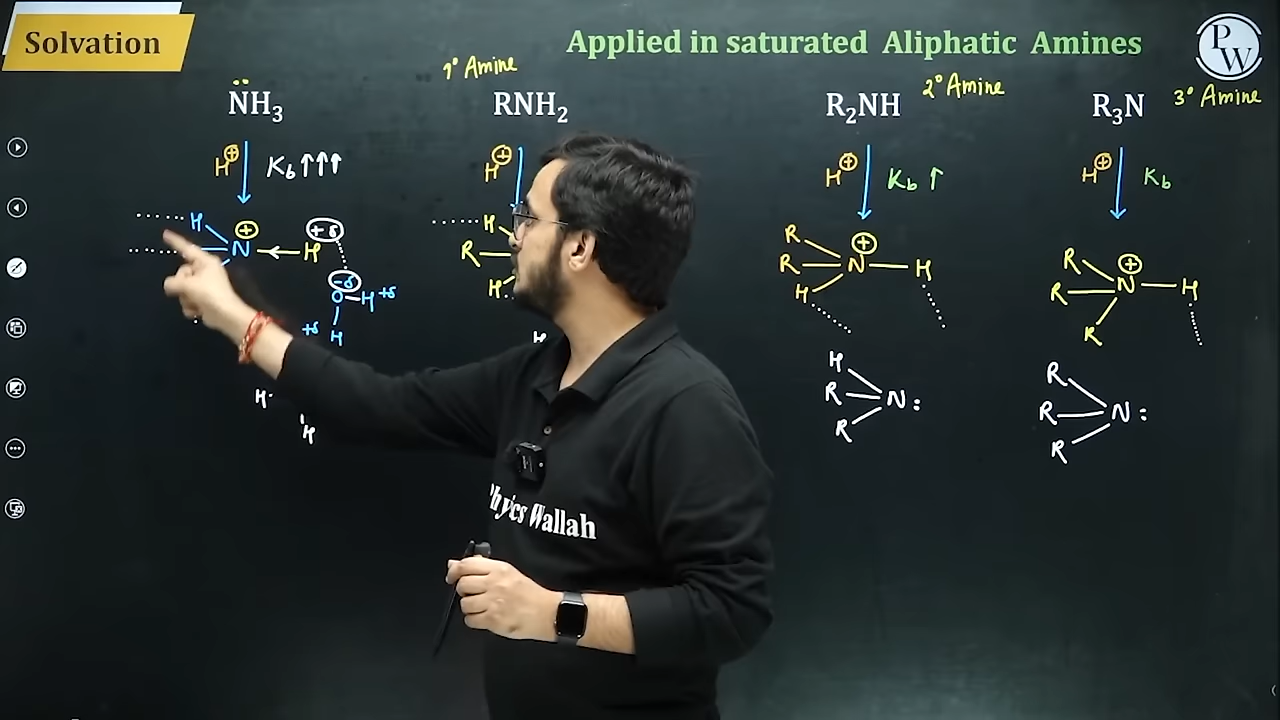 Solvation
Applied in saturated Aliphatic Amines
PW
1° Amine
2° Amine
3° Amine
N̈H3
RNH2
R2NH
R3N
H⊕
Kb↑↑↑
H⊕
H⊕
Kb↑
H⊕
Kb
H
N⊕
H
+δ
-δ
O
H +δ
+δ
H
H
H
H
R
H
H
R
R
N⊕
H
H
R
R
N⊕
H
R
H
R
R
N:
R
R
R
N:
Physics Wallah